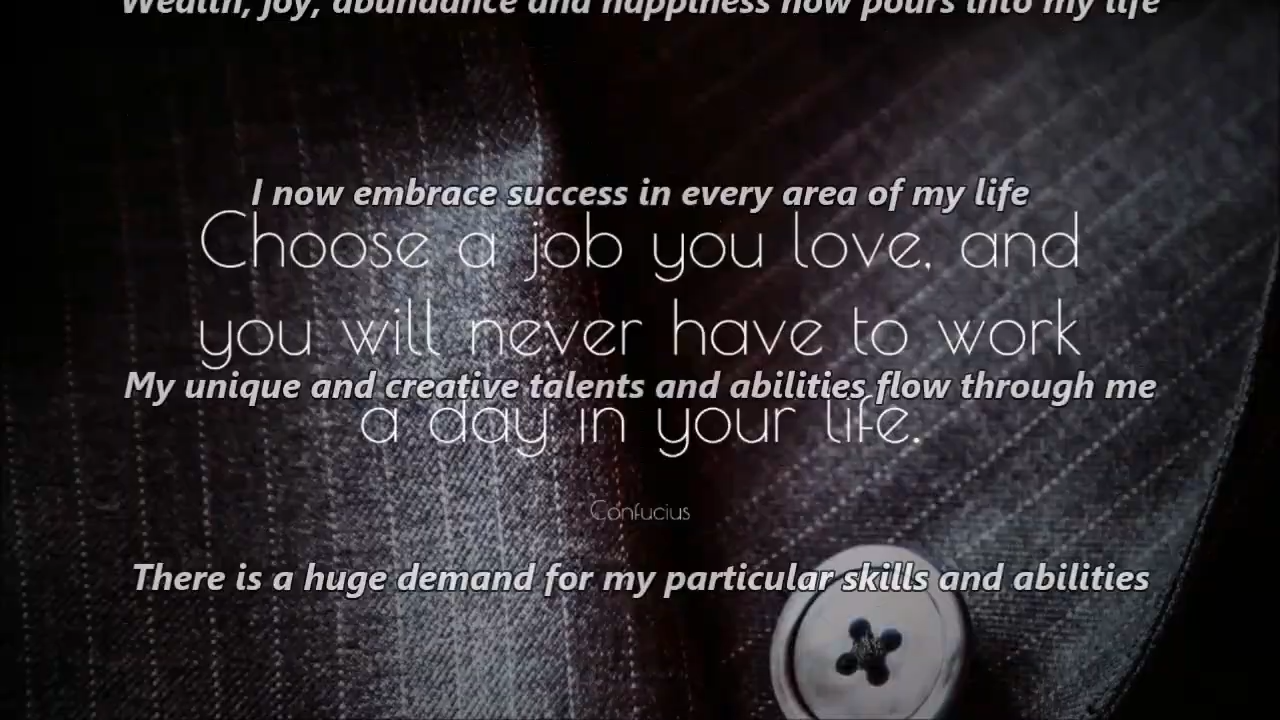 Wealth, joy, abundance and happiness now pours into my life
I now embrace success in every area of my life
Choose a job you love, and
you will never have to work
My unique and creative talents and abilities flow through me
a day in your life.
Confucius
There is a huge demand for my particular skills and abilities